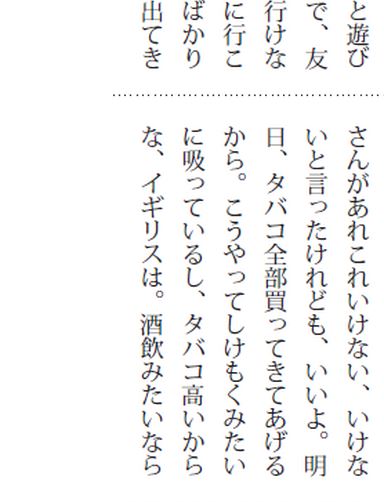 と遊び
で、友
行けな
に行こ
ばかり
出てき
さんがあれこれいけない、いけな
いと言ったけれども、いいよ。明
日、タバコ全部買ってきてあげる
から。こうやってしけもくみたい
に吸っているし、タバコ高いから
な、イギリスは。酒飲みたいなら